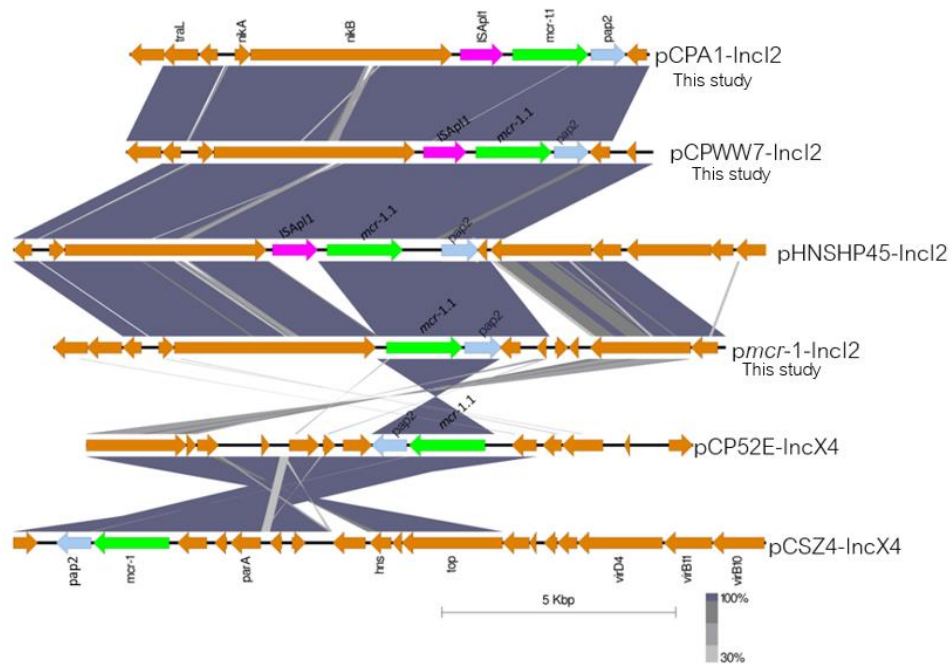 traL nikA nikB ISApl1 mcr-1.1 pap2
pCPA1-IncI2
This study
ISApl1 mcr-1.1 pap2
pCPWW7-IncI2
This study
ISApl1 mcr-1.1 pap2
pHNSHP45-IncI2
mcr-1.1 pap2
pmcr-1-IncI2
This study
pap2 mcr-1.1
pCP52E-IncX4
pCSZ4-IncX4
pap2 mcr-1 parA hns top virD4 virB11 virB10
5 Kbp
100%
30%